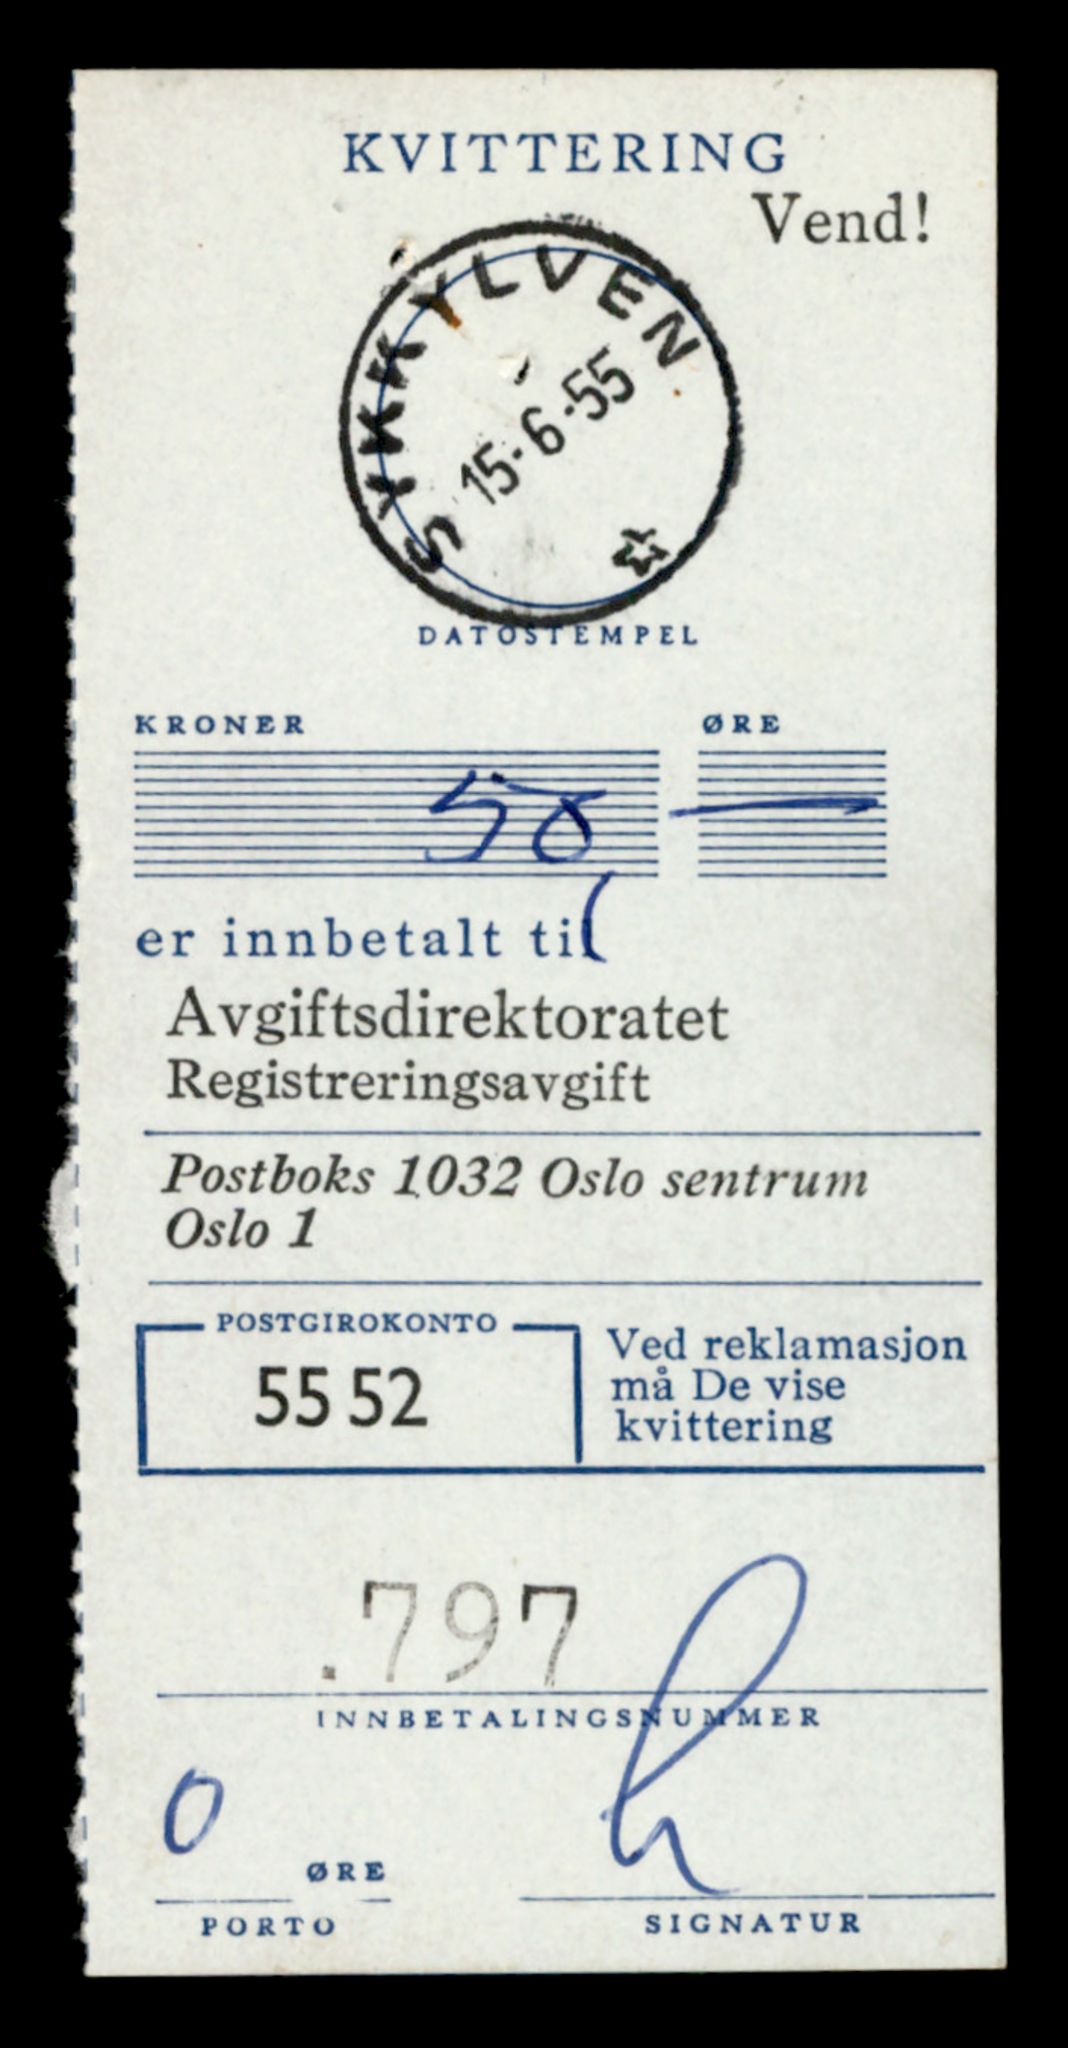 KVITTERING
Vend!
SYKKYLVEN
15-6-55
DATOSTEMPEL
KRONER ØRE
50 —
er innbetalt til
Avgiftsdirektoratet
Registreringsavgift
Postboks 1032 Oslo sentrum
Oslo 1
POSTGIROKONTO
55 52
Ved reklamasjon
må De vise
kvittering
.797
INNBETALINGSNUMMER
0
ØRE
PORTO
SIGNATUR